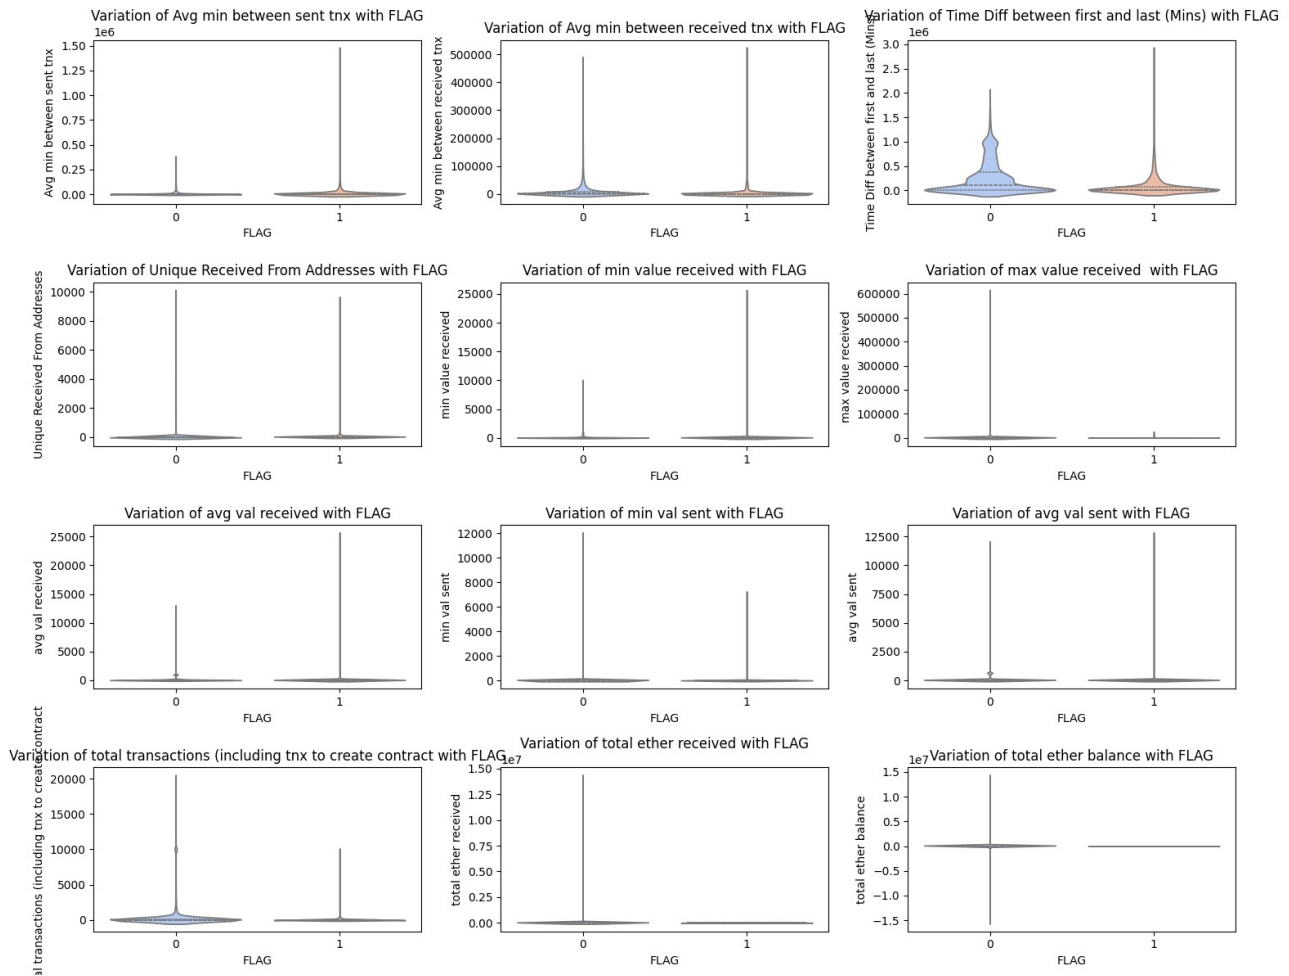 Variation of Avg min between sent tnx with FLAG
1e6
Avg min between sent tnx
1.50
1.25
1.00
0.75
0.50
0.25
0.00
0 1
FLAG
Variation of Avg min between received tnx with FLAG
Avg min between received tnx
500000
400000
300000
200000
100000
0
0 1
FLAG
Variation of Time Diff between first and last (Mins) with FLAG
1e6
Time Diff between first and last (Mins)
3.0
2.5
2.0
1.5
1.0
0.5
0.0
0 1
FLAG
Variation of Unique Received From Addresses with FLAG
Unique Received From Addresses
10000
8000
6000
4000
2000
0
0 1
FLAG
Variation of min value received with FLAG
min value received
25000
20000
15000
10000
5000
0
0 1
FLAG
Variation of max value received  with FLAG
max value received
600000
500000
400000
300000
200000
100000
0
0 1
FLAG
Variation of avg val received with FLAG
avg val received
25000
20000
15000
10000
5000
0
0 1
FLAG
Variation of min val sent with FLAG
min val sent
12000
10000
8000
6000
4000
2000
0
0 1
FLAG
Variation of avg val sent with FLAG
avg val sent
12500
10000
7500
5000
2500
0
0 1
FLAG
Variation of total transactions (including tnx to create contract with FLAG
al transactions (including tnx to create contract
20000
15000
10000
5000
0
0 1
FLAG
Variation of total ether received with FLAG
1e7
total ether received
1.50
1.25
1.00
0.75
0.50
0.25
0.00
0 1
FLAG
Variation of total ether balance with FLAG
1e7
total ether balance
1.5
1.0
0.5
0.0
−0.5
−1.0
−1.5
0 1
FLAG